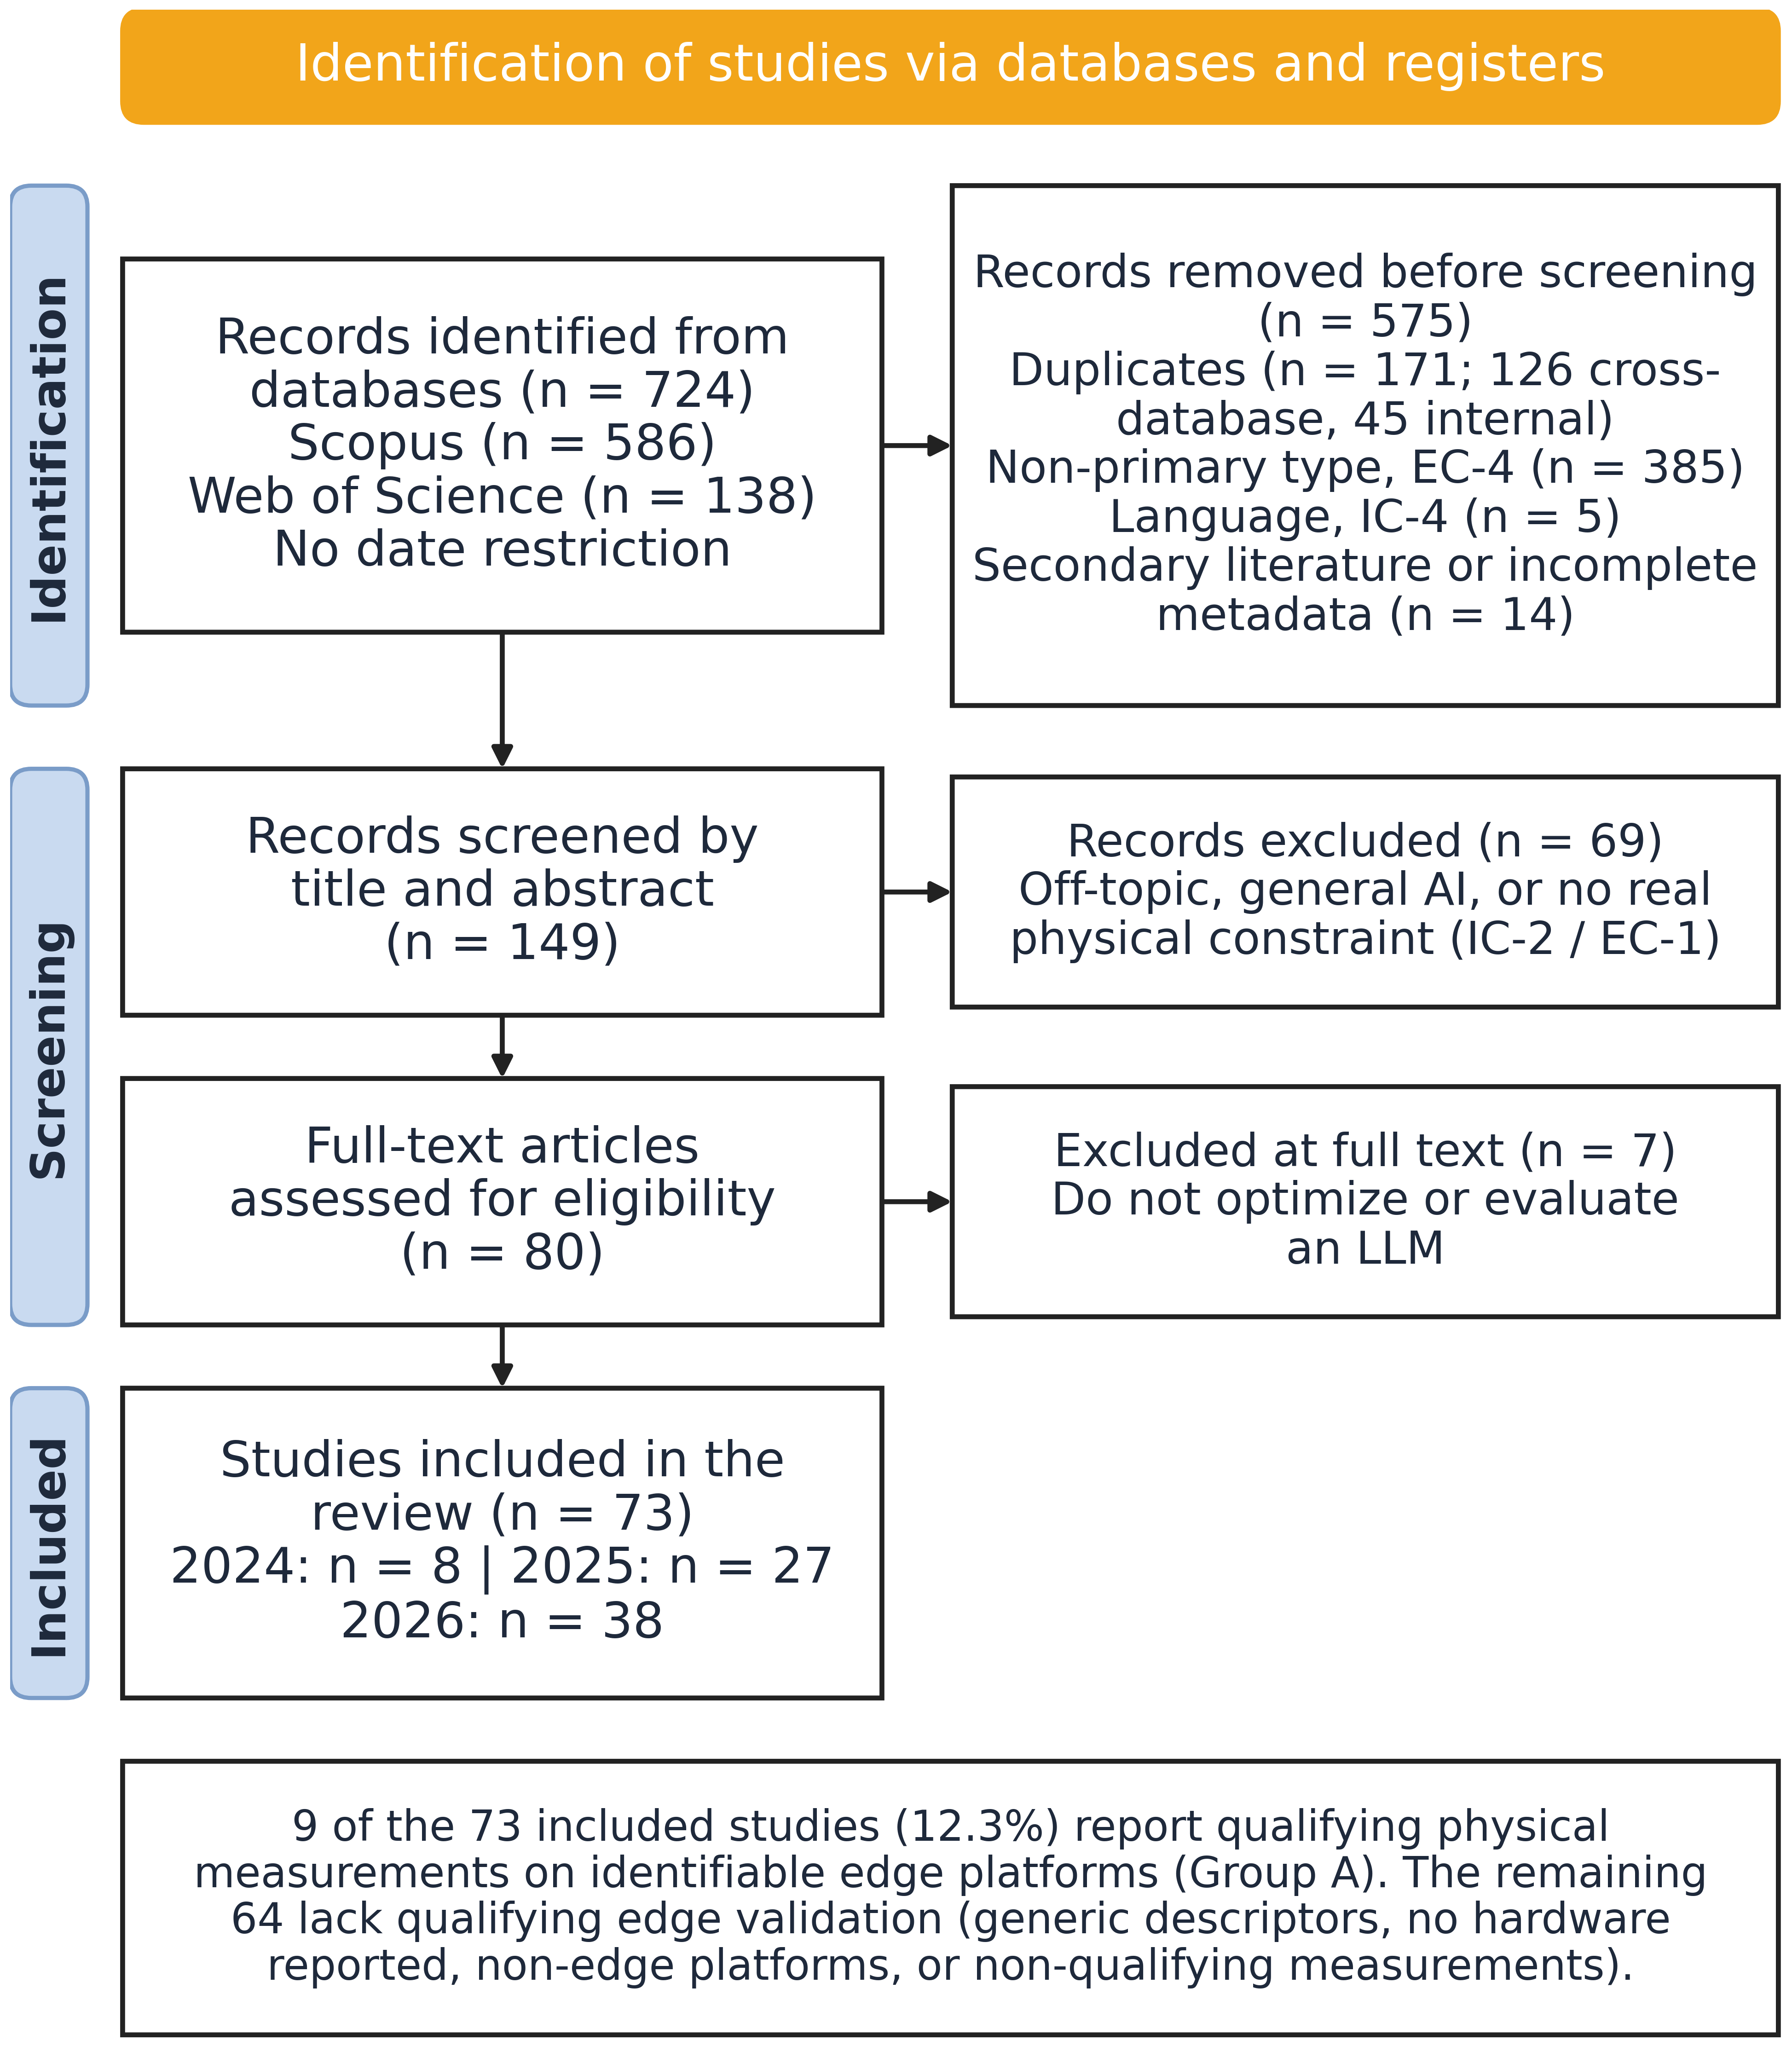 Identification of studies via databases and registers
Identification
Records identified from
databases (n = 724)
Scopus (n = 586)
Web of Science (n = 138)
No date restriction
Records removed before screening
(n = 575)
Duplicates (n = 171; 126 cross-
database, 45 internal)
Non-primary type, EC-4 (n = 385)
Language, IC-4 (n = 5)
Secondary literature or incomplete
metadata (n = 14)
Screening
Records screened by
title and abstract
(n = 149)
Records excluded (n = 69)
Off-topic, general AI, or no real
physical constraint (IC-2 / EC-1)
Full-text articles
assessed for eligibility
(n = 80)
Excluded at full text (n = 7)
Do not optimize or evaluate
an LLM
Included
Studies included in the
review (n = 73)
2024: n = 8 | 2025: n = 27
2026: n = 38
9 of the 73 included studies (12.3%) report qualifying physical
measurements on identifiable edge platforms (Group A). The remaining
64 lack qualifying edge validation (generic descriptors, no hardware
reported, non-edge platforms, or non-qualifying measurements).